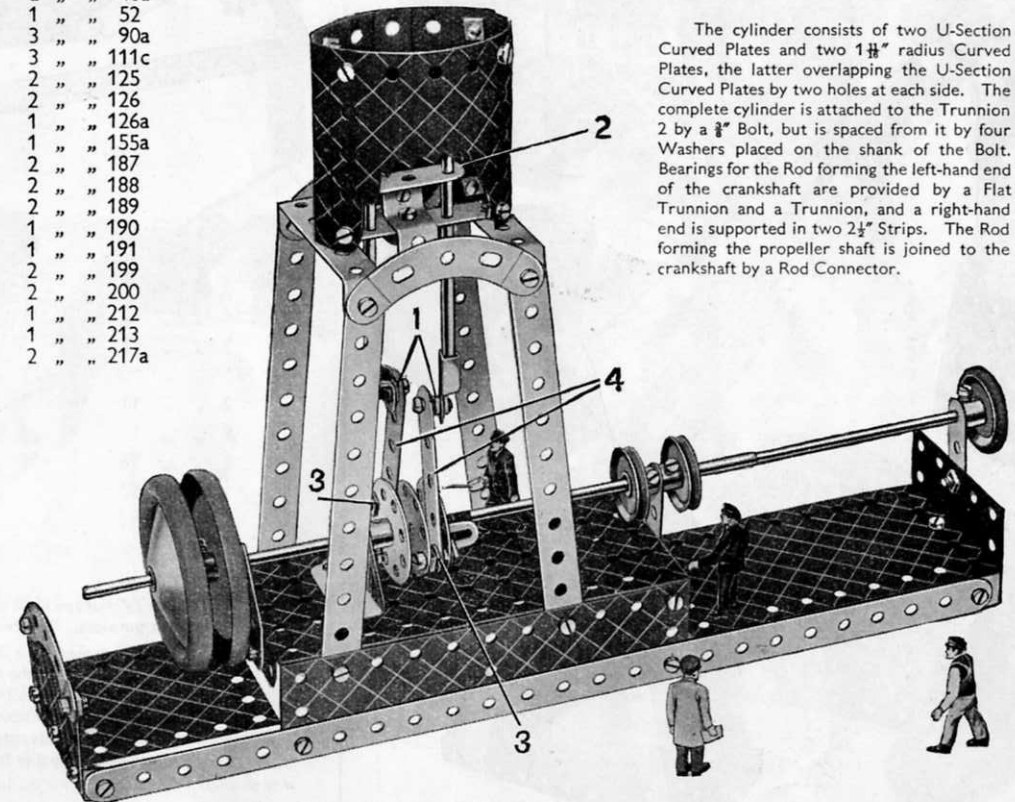 1 „ „ 52
3 „ „ 90a
3 „ „ 111c
2 „ „ 125
2 „ „ 126
1 „ „ 126a
1 „ „ 155a
2 „ „ 187
2 „ „ 188
2 „ „ 189
1 „ „ 190
1 „ „ 191
2 „ „ 199
2 „ „ 200
1 „ „ 212
1 „ „ 213
2 „ „ 217a
The cylinder consists of two U-Section
Curved Plates and two 1 11/16″ radius Curved
Plates, the latter overlapping the U-Section
Curved Plates by two holes at each side. The
complete cylinder is attached to the Trunnion
2 by a ⅜″ Bolt, but is spaced from it by four
Washers placed on the shank of the Bolt.
Bearings for the Rod forming the left-hand end
of the crankshaft are provided by a Flat
Trunnion and a Trunnion, and a right-hand
end is supported in two 2½″ Strips. The Rod
forming the propeller shaft is joined to the
crankshaft by a Rod Connector.
2
1
4
3
3